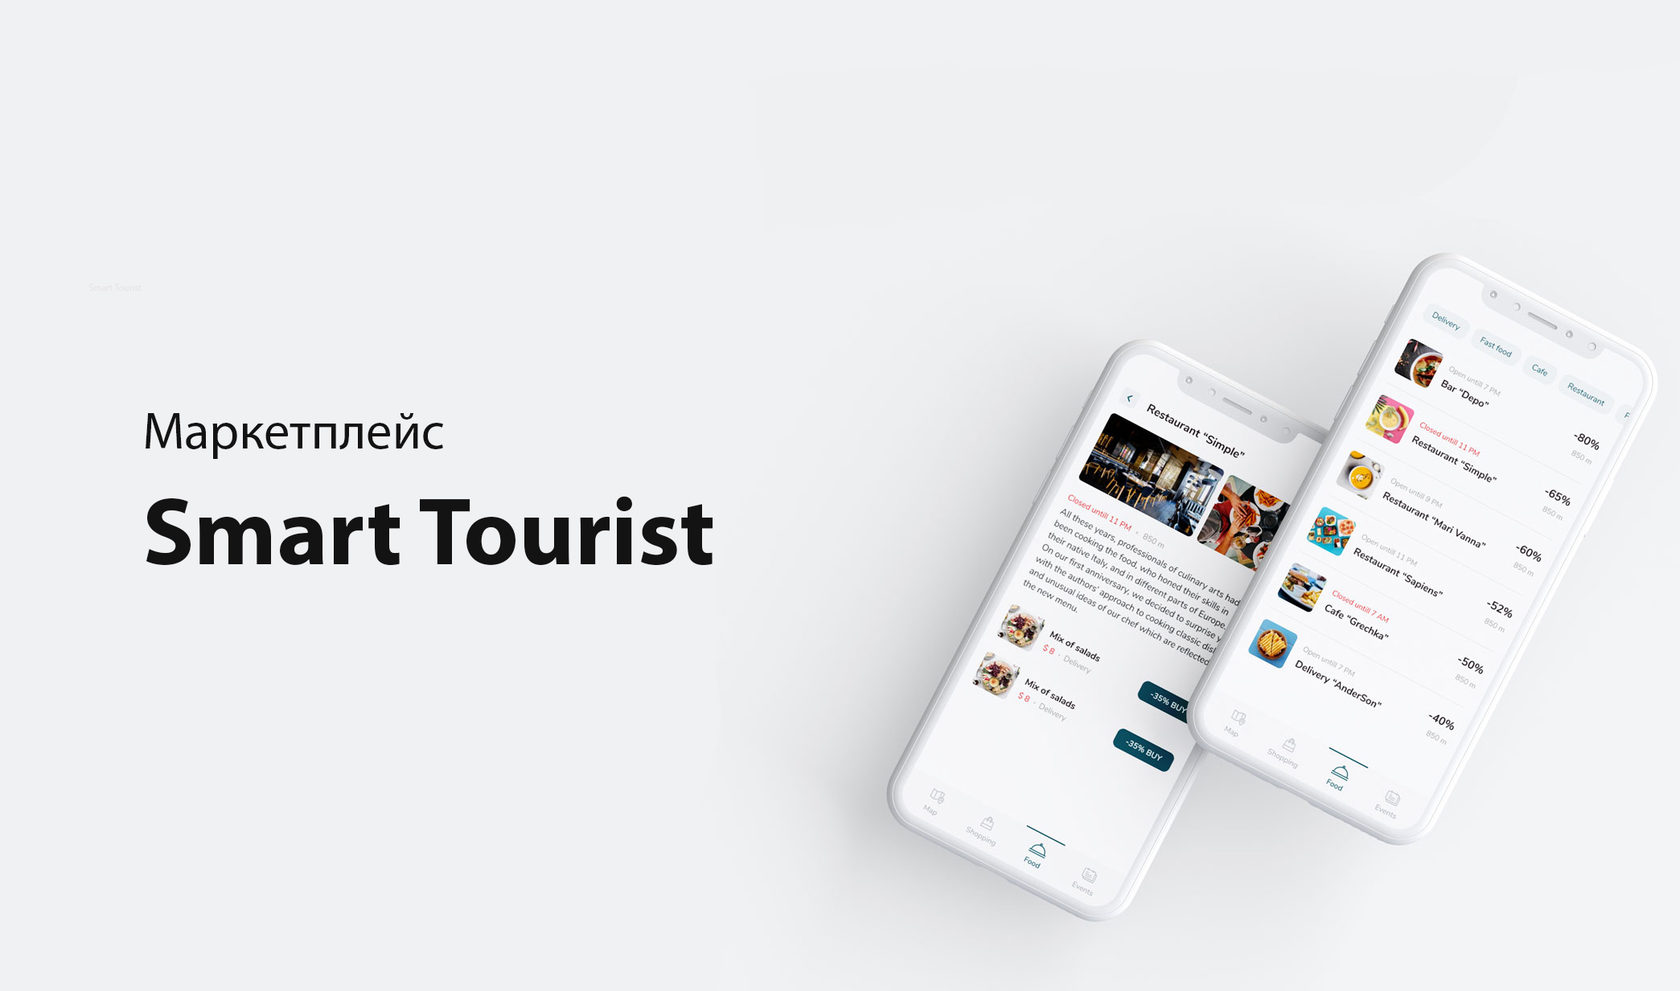 Smart Tourist
Маркетплейс
Smart Tourist
Restaurant “Simple”
Closed untill 11 PM · 850 m
All these years, professionals of culinary arts had
been cooking the food, who honed their skills in
their native Italy, and in different parts of Europe.
On our first anniversary, we decided to surprise y
with the authors’ approach to cooking classic dis
and unusual ideas of our chef which are reflected
the new menu.
Mix of salads
$ 8 · Delivery
-35% BUY
Mix of salads
$ 8 · Delivery
-35% BUY
Map
Shopping
Food
Events
Delivery
Fast food
Cafe
Restaurant
Open untill 7 PM
Bar “Depo”
-80%
850 m
Closed untill 11 PM
Restaurant “Simple”
-65%
850 m
Open untill 9 PM
Restaurant “Mari Vanna”
-60%
850 m
Open untill 11 PM
Restaurant “Sapiens”
-52%
850 m
Closed untill 7 AM
Cafe “Grechka”
-50%
850 m
Open untill 7 PM
Delivery “AnderSon”
-40%
850 m
Map
Shopping
Food
Events